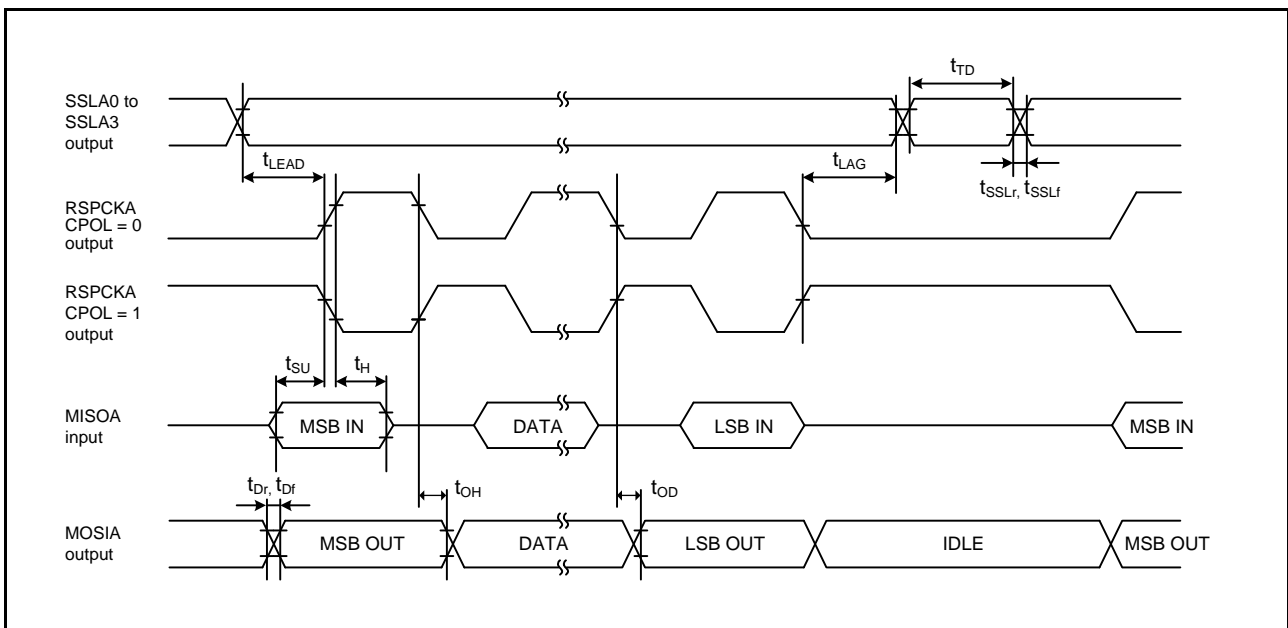 SSLA0 to
SSLA3
output
tTD
tLEAD
tLAG
tSSLr, tSSLf
RSPCKA
CPOL = 0
output
RSPCKA
CPOL = 1
output
tSU
tH
MISOA
input
MSB IN
DATA
LSB IN
MSB IN
tDr, tDf
tOH
tOD
MOSIA
output
MSB OUT
DATA
LSB OUT
IDLE
MSB OUT